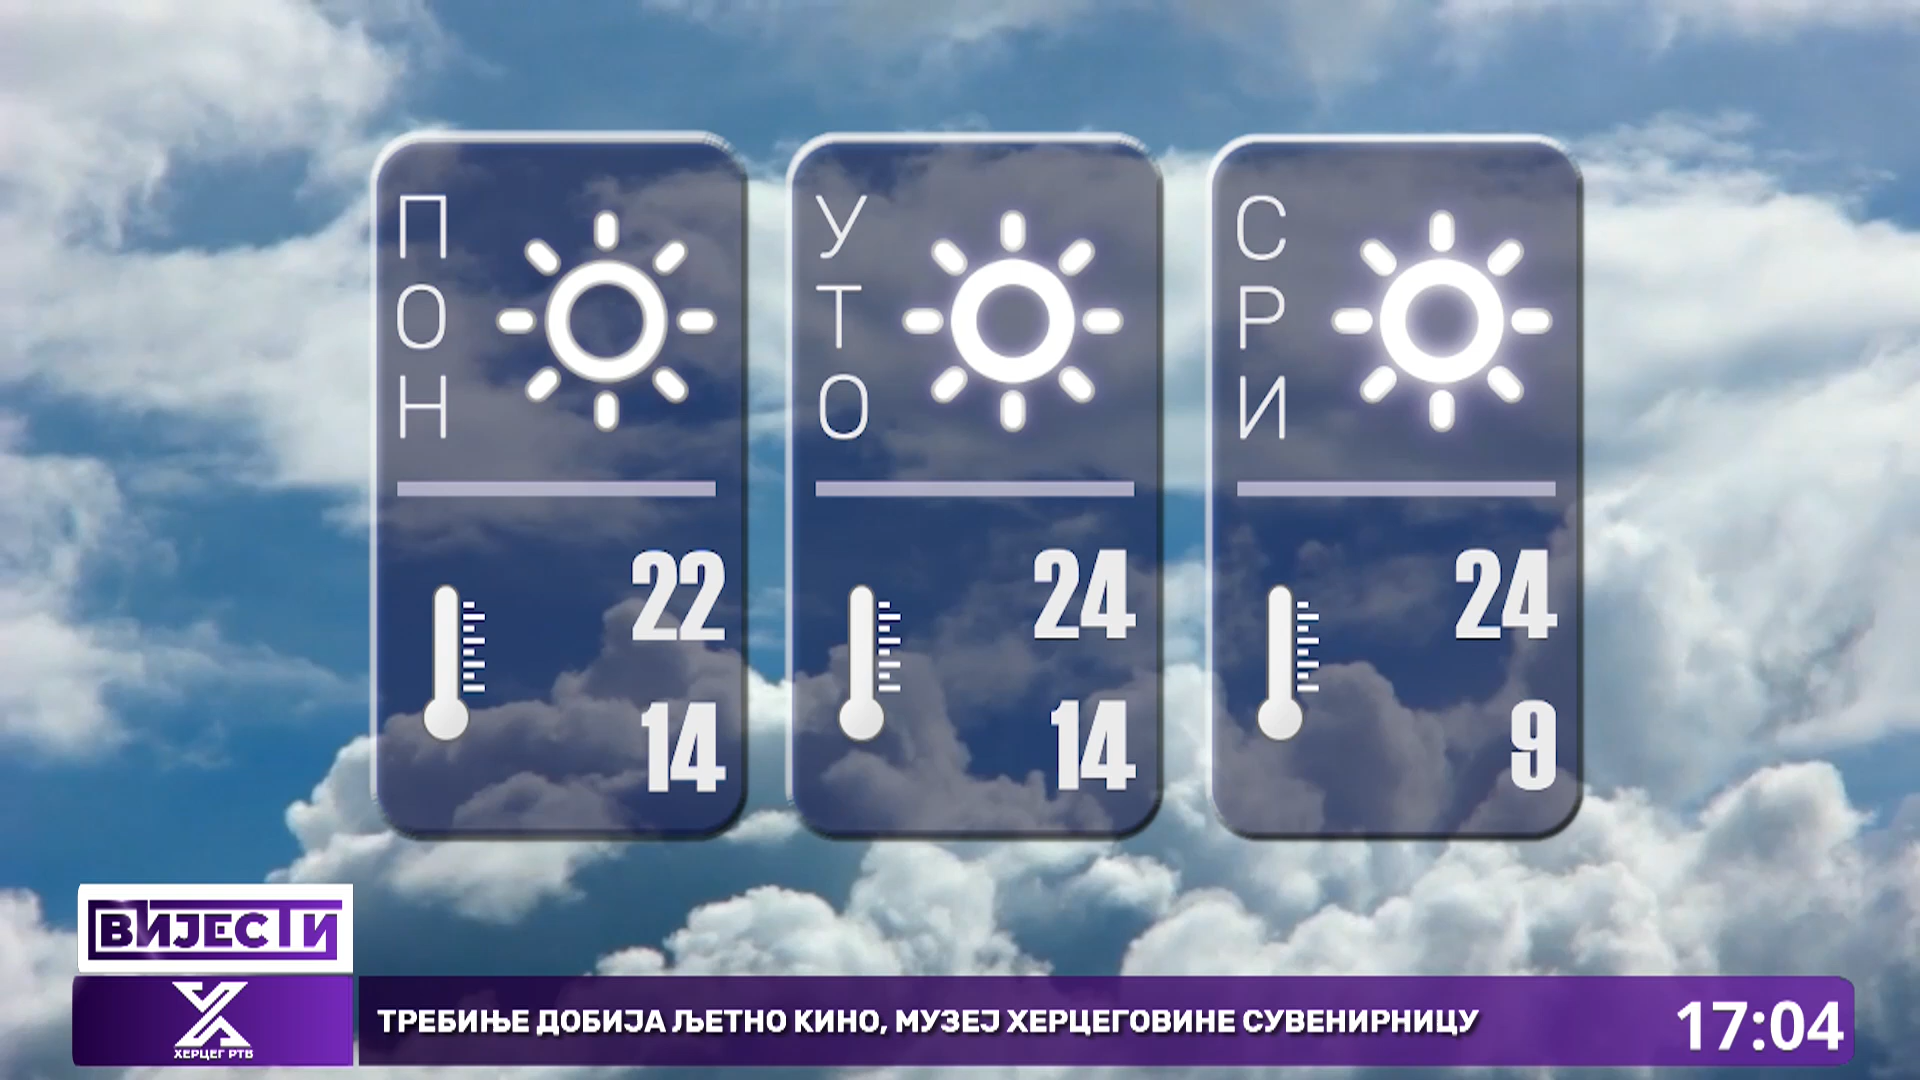 ПОН
22
14
УТО
24
14
СРИ
24
9
ВИЈЕСТИ
ХЕРЦЕГ РТВ
ТРЕБИЊЕ ДОБИЈА ЉЕТНО КИНО, МУЗЕЈ ХЕРЦЕГОВИНЕ СУВЕНИРНИЦУ
17:04